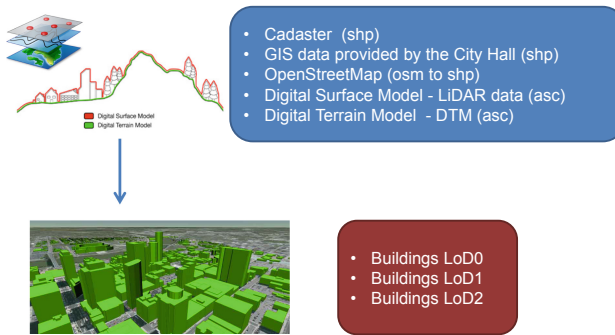 • Cadaster (shp)
• GIS data provided by the City Hall (shp)
• OpenStreetMap (osm to shp)
• Digital Surface Model - LiDAR data (asc)
• Digital Terrain Model - DTM (asc)
Digital Surface Model
Digital Terrain Model
• Buildings LoD0
• Buildings LoD1
• Buildings LoD2